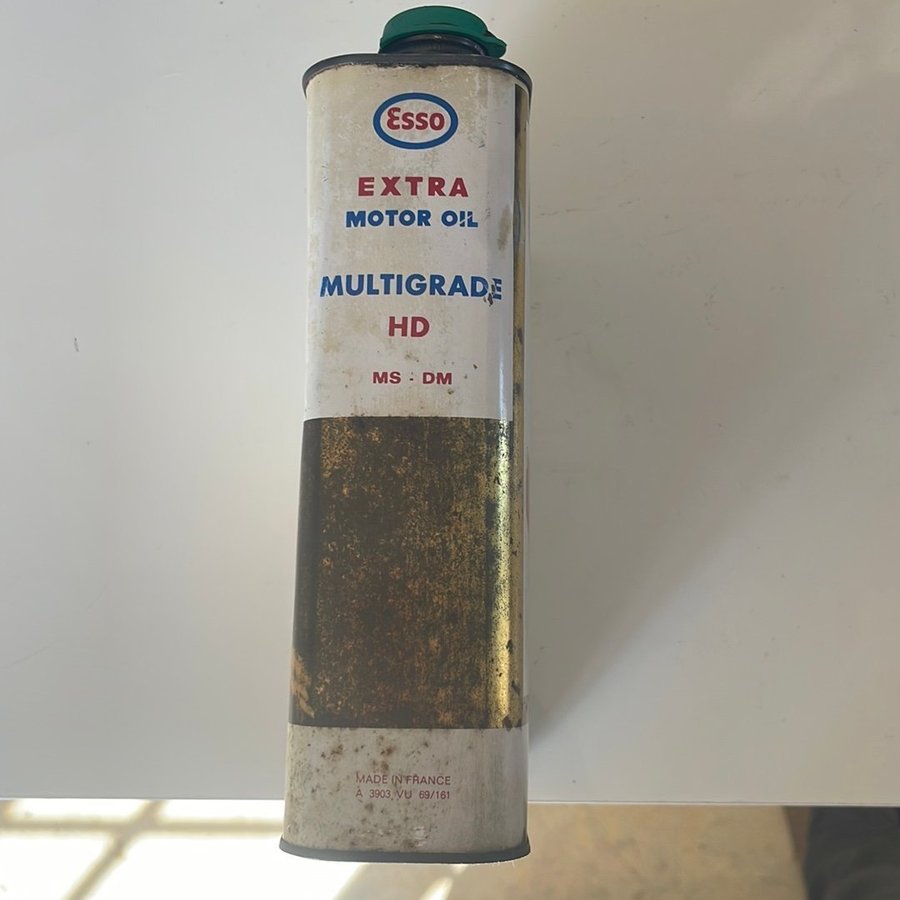 Esso
EXTRA
MOTOR OIL
MULTIGRADE
HD
MS - DM
MADE IN FRANCE
A 3903 VU 69/161